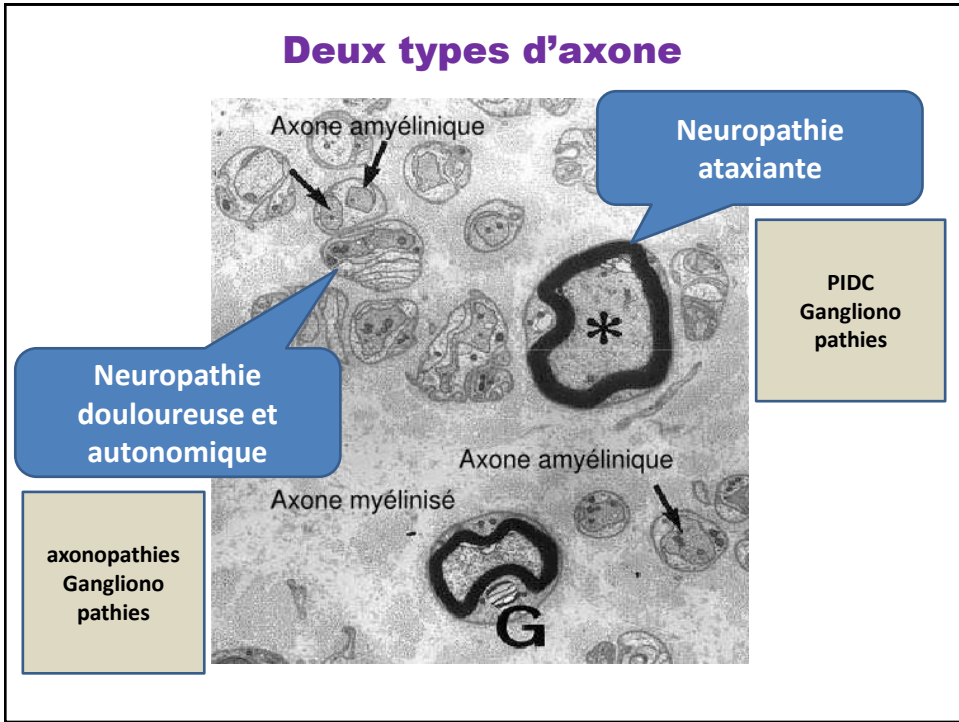 Deux types d’axone
Axone amyélinique
Neuropathie
ataxiante
PIDC
Gangliono
pathies
*
Neuropathie
douloureuse et
autonomique
Axone amyélinique
Axone myélinisé
axonopathies
Gangliono
pathies
G